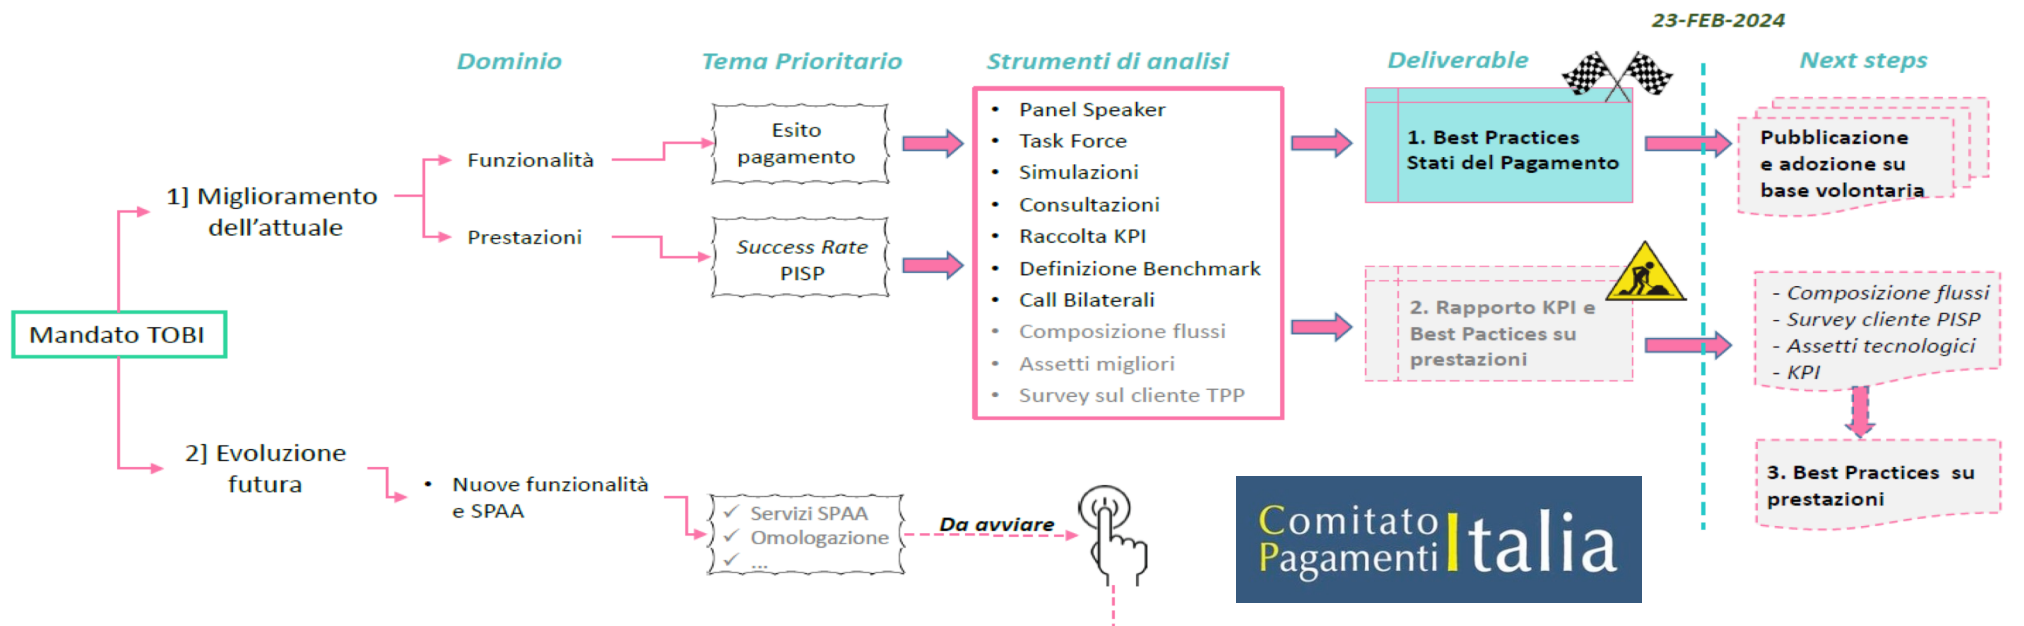 23-FEB-2024
Dominio
Tema Prioritario
Strumenti di analisi
Deliverable
Next steps
Mandato TOBI
1] Miglioramento
dell'attuale
Funzionalità
Prestazioni
Esito
pagamento
Success Rate
PISP
• Panel Speaker
• Task Force
• Simulazioni
• Consultazioni
• Raccolta KPI
• Definizione Benchmark
• Call Bilaterali
• Composizione flussi
• Assetti migliori
• Survey sul cliente TPP
1. Best Practices
Stati del Pagamento
2. Rapporto KPI e
Best Pactices su
prestazioni
Pubblicazione
e adozione su
base volontaria
- Composizione flussi
- Survey cliente PISP
- Assetti tecnologici
- KPI
3. Best Practices su
prestazioni
2] Evoluzione
futura
• Nuove funzionalità
e SPAA
✓ Servizi SPAA
✓ Omologazione
✓ ...
Da avviare
Comitato
Pagamenti
Italia